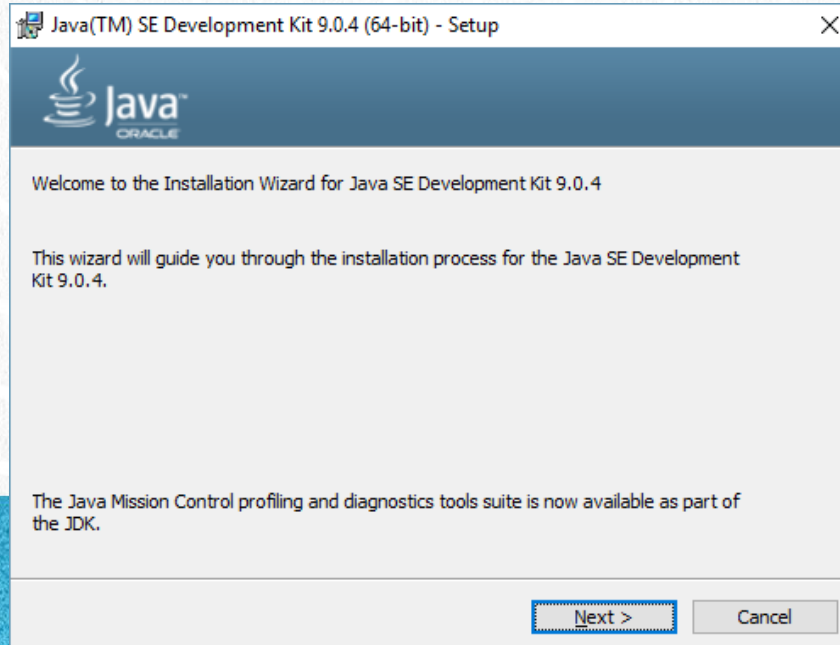 Java(TM) SE Development Kit 9.0.4 (64-bit) - Setup
Java™
ORACLE
Welcome to the Installation Wizard for Java SE Development Kit 9.0.4
This wizard will guide you through the installation process for the Java SE Development
Kit 9.0.4.
The Java Mission Control profiling and diagnostics tools suite is now available as part of
the JDK.
Next >
Cancel